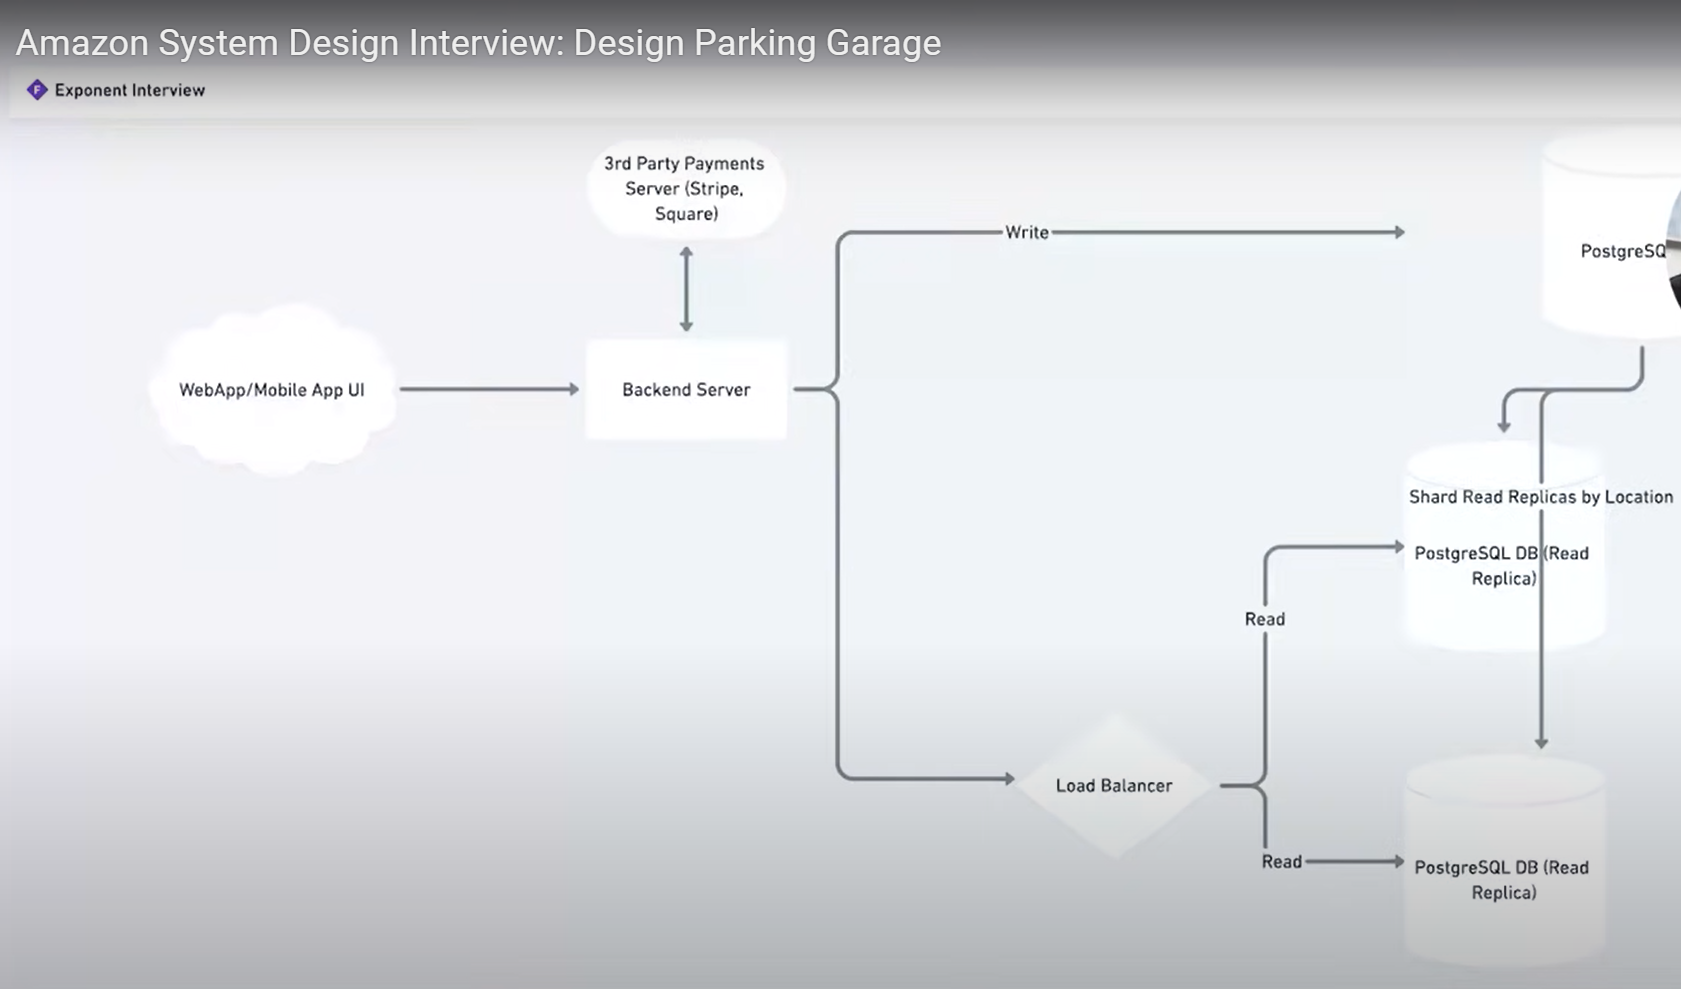 Amazon System Design Interview: Design Parking Garage
F
Exponent Interview
3rd Party Payments
Server (Stripe,
Square)
Write
PostgreSQ
WebApp/Mobile App UI
Backend Server
Shard Read Replicas by Location
PostgreSQL DB (Read
Replica)
Read
Load Balancer
Read
PostgreSQL DB (Read
Replica)